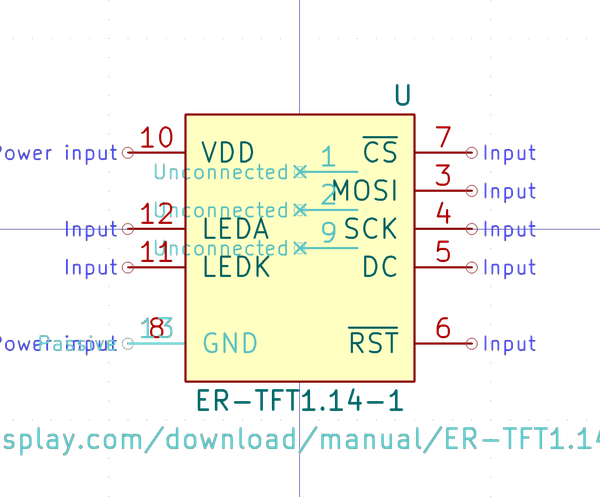 U
10 VDD CS 7 Power input Input
Unconnected 1
MOSI 3 Input
Unconnected 2
12 LEDA SCK 4 Input Input
Unconnected 9
11 LEDK DC 5 Input Input
8 13 GND RST 6 Power input Passive Input
ER-TFT1.14-1
splay.com/download/manual/ER-TFT1.14